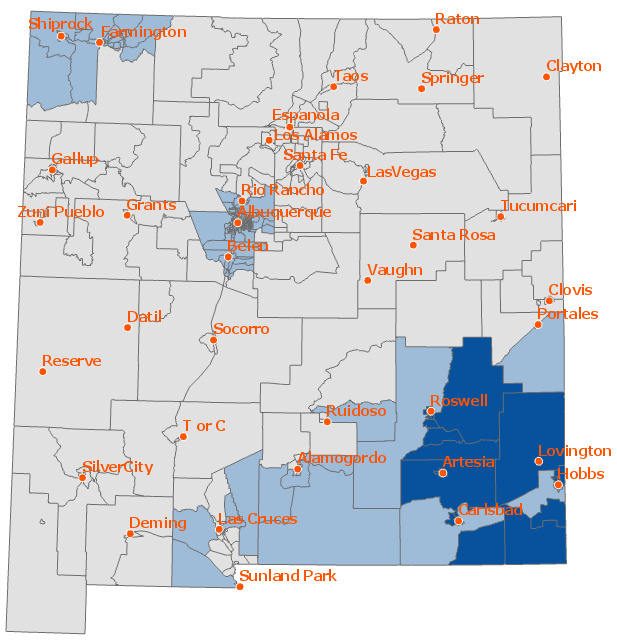 Raton
Shiprock
Farmington
Clayton
Taos
Springer
Espanola
Los Alamos
Santa Fe
Gallup
LasVegas
Rio Rancho
Zuni Pueblo
Grants
Albuquerque
Tucumcari
Santa Rosa
Belen
Vaughn
Clovis
Portales
Datil
Socorro
Reserve
Roswell
Ruidoso
T or C
Lovington
Alamogordo
Artesia
SilverCity
Hobbs
Carlsbad
Deming
Las Cruces
Sunland Park